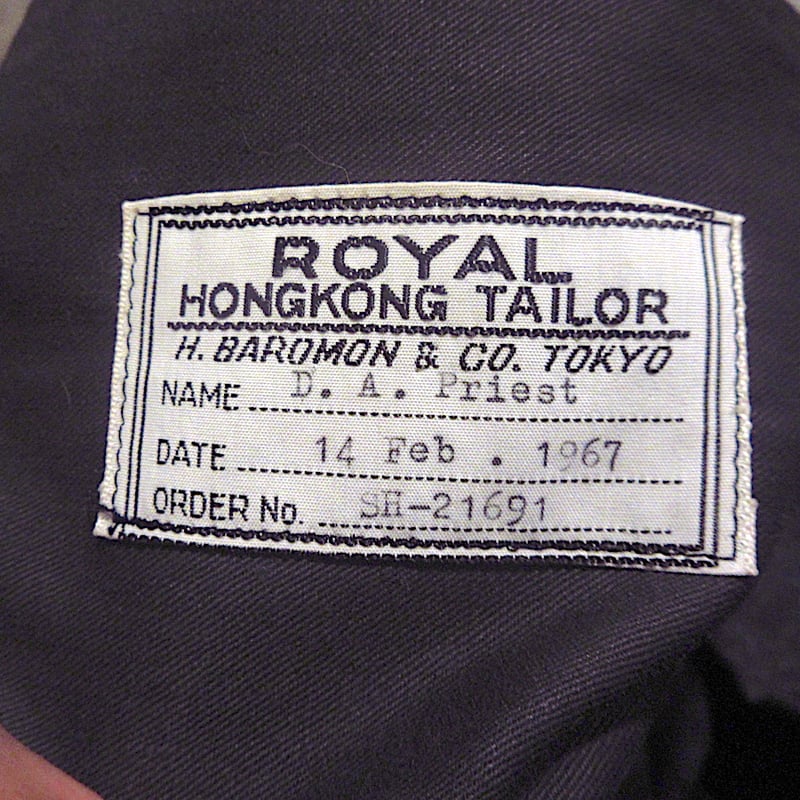 ROYAL
HONGKONG TAILOR
H. BAROMON & CO. TOKYO
NAME D. A. Priest
DATE 14 Feb . 1967
ORDER No. SH-21691